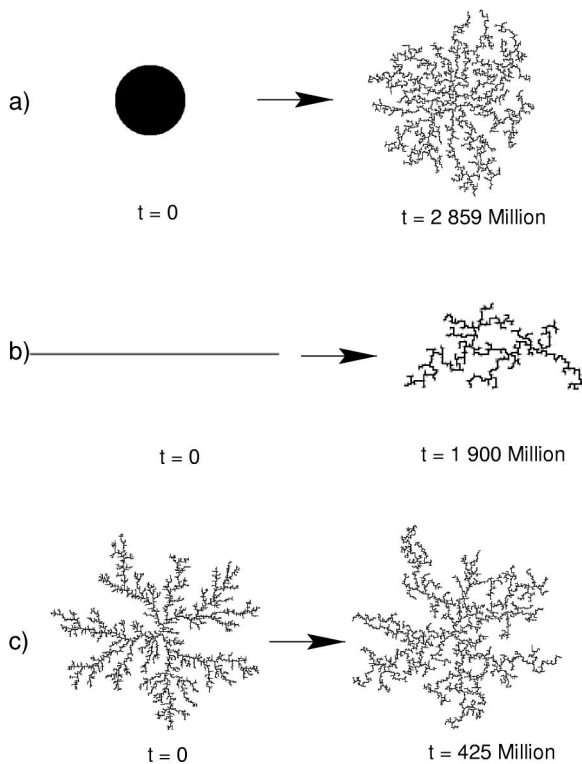 a)
t = 0
t = 2 859 Million
b)
t = 0
t = 1 900 Million
c)
t = 0
t = 425 Million